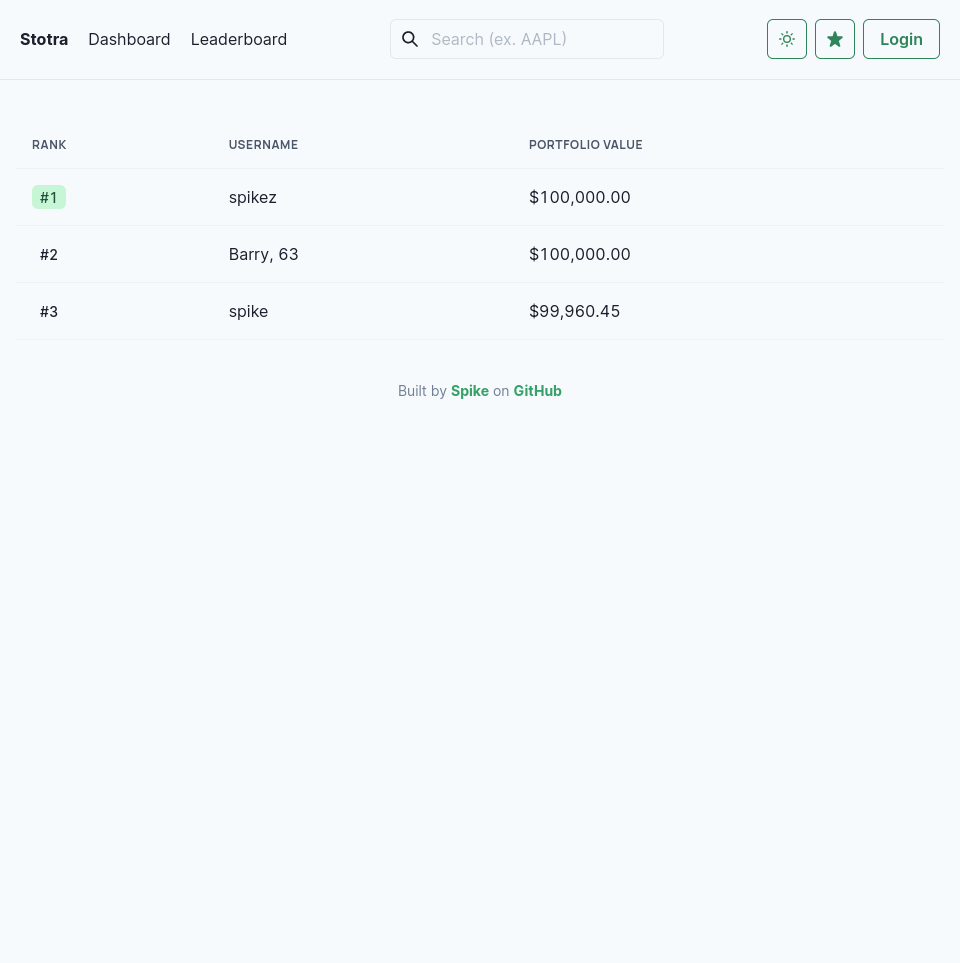 Stotra Dashboard Leaderboard Search (ex. AAPL) Login
RANK USERNAME PORTFOLIO VALUE
#1 spikez $100,000.00
#2 Barry, 63 $100,000.00
#3 spike $99,960.45
Built by Spike on GitHub